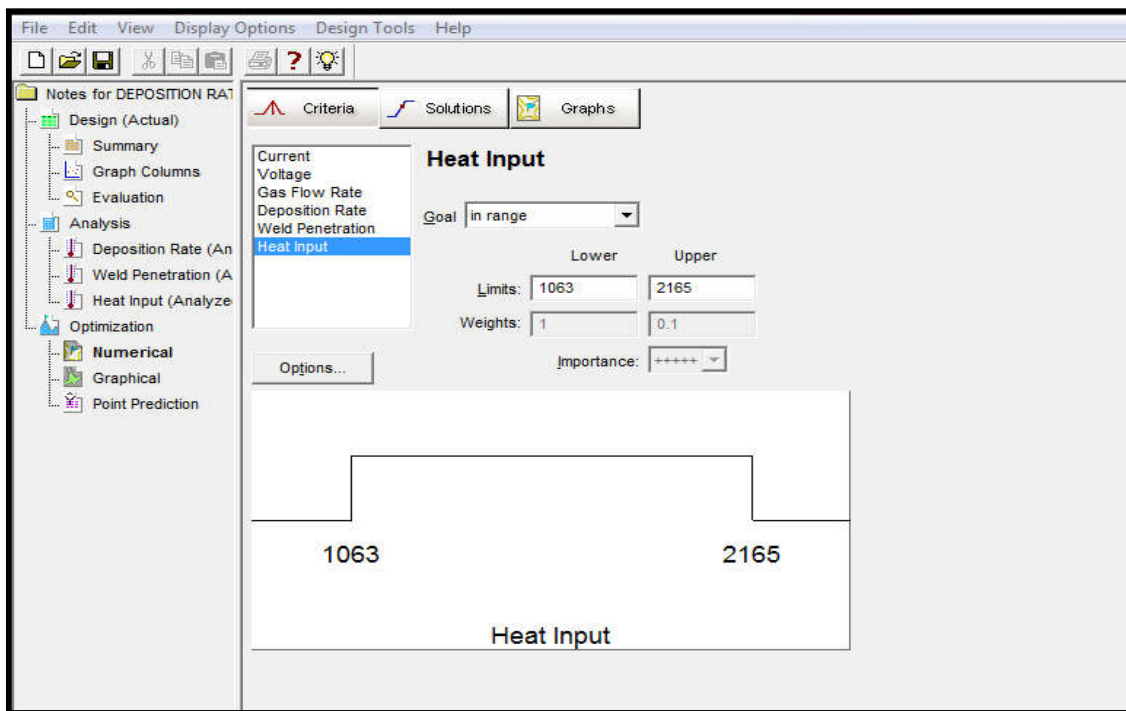 File Edit View Display Options Design Tools Help
Notes for DEPOSITION RAT
Design (Actual)
Summary
Graph Columns
Evaluation
Analysis
Deposition Rate (An
Weld Penetration (A
Heat Input (Analyze
Optimization
Numerical
Graphical
Point Prediction
Criteria Solutions Graphs
Current
Voltage
Gas Flow Rate
Deposition Rate
Weld Penetration
Heat Input
Options...
Heat Input
Goal in range
Lower Upper
Limits: 1063 2165
Weights: 1 0.1
Importance: +++++
1063 2165
Heat Input